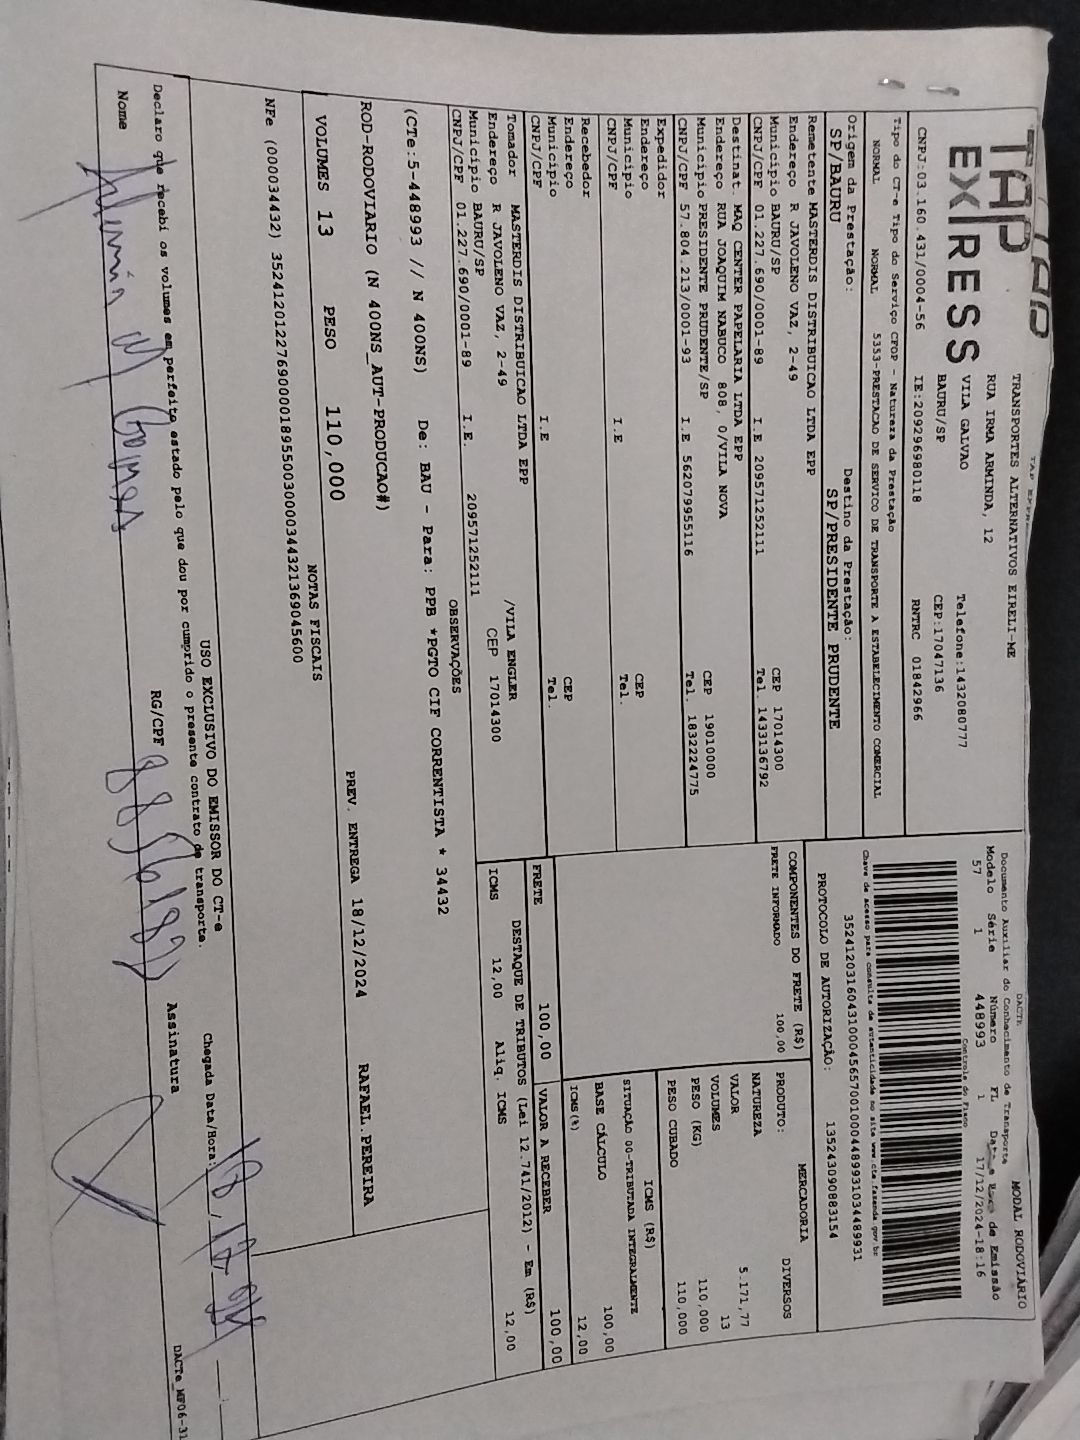 TAP
EXPRESS
TRANSPORTES ALTERNATIVOS EIRELI-ME
RUA IRMA ARMINDA, 12
VILA GALVAO Telefone:1432080777
BAURU/SP CEP:17047136
CNPJ:03.160.431/0004-56 IE:209296980118 RNTRC 01842966
DACTE MODAL RODOVIÁRIO
Documento Auxiliar do Conhecimento de Transporte
Modelo Série Número FL Data e Hora de Emissão
57 1 448993 1 17/12/2024-18:16
Controle do Fisco
Chave de acesso para consulta de autenticidade no site www.cte.fazenda.gov.br
35241203160431000456570010004489931034489931
PROTOCOLO DE AUTORIZAÇÃO: 135243090883154
Tipo do CT-e Tipo do Serviço CFOP - Natureza da Prestação
NORMAL NORMAL 5353-PRESTACAO DE SERVICO DE TRANSPORTE A ESTABELECIMENTO COMERCIAL
Origem da Prestação: Destino da Prestação:
SP/BAURU SP/PRESIDENTE PRUDENTE
Remetente MASTERDIS DISTRIBUICAO LTDA EPP
Endereço R JAVOLENO VAZ, 2-49
Município BAURU/SP CEP 17014300
CNPJ/CPF 01.227.690/0001-89 I.E 209571252111 Tel. 1433136792
Destinat. MAQ CENTER PAPELARIA LTDA EPP
Endereço RUA JOAQUIM NABUCO 808, 0/VILA NOVA
Município PRESIDENTE PRUDENTE/SP CEP 19010000
CNPJ/CPF 57.804.213/0001-93 I.E 562079955116 Tel. 1832224775
Expedidor
Endereço
Município CEP
CNPJ/CPF I.E Tel.
Recebedor
Endereço
Município CEP
CNPJ/CPF I.E Tel.
Tomador MASTERDIS DISTRIBUICAO LTDA EPP
Endereço R JAVOLENO VAZ, 2-49 /VILA ENGLER
Município BAURU/SP CEP 17014300
CNPJ/CPF 01.227.690/0001-89 I.E. 209571252111
COMPONENTES DO FRETE (R$)
FRETE INFORMADO 100,00
PRODUTO: MERCADORIA
NATUREZA DIVERSOS
VALOR 5.171,77
VOLUMES 13
PESO (KG) 110,000
PESO CUBADO 110,000
ICMS (R$)
SITUAÇÃO 00-TRIBUTADA INTEGRALMENTE
BASE CÁLCULO 100,00
ICMS(%) 12,00
FRETE 100,00 VALOR A RECEBER 100,00
DESTAQUE DE TRIBUTOS (Lei 12.741/2012) - Em (R$)
ICMS 12,00 Aliq. ICMS 12,00
OBSERVAÇÕES
(CTe:5-448993 // N 400NS) De: BAU - Para: PPB *PGTO CIF CORRENTISTA * 34432
ROD-RODOVIARIO (N 400NS_AUT-PRODUCAO#)
VOLUMES 13 PESO 110,000 PREV. ENTREGA 18/12/2024 RAFAEL.PEREIRA
NOTAS FISCAIS
NFe (000034432) 35241201227690000189550030000344321369045600
USO EXCLUSIVO DO EMISSOR DO CT-e
Declaro que recebi os volumes em perfeito estado pelo que dou por cumprido o presente contrato de transporte.
Chegada Data/Hora:
Nome RG/CPF Assinatura